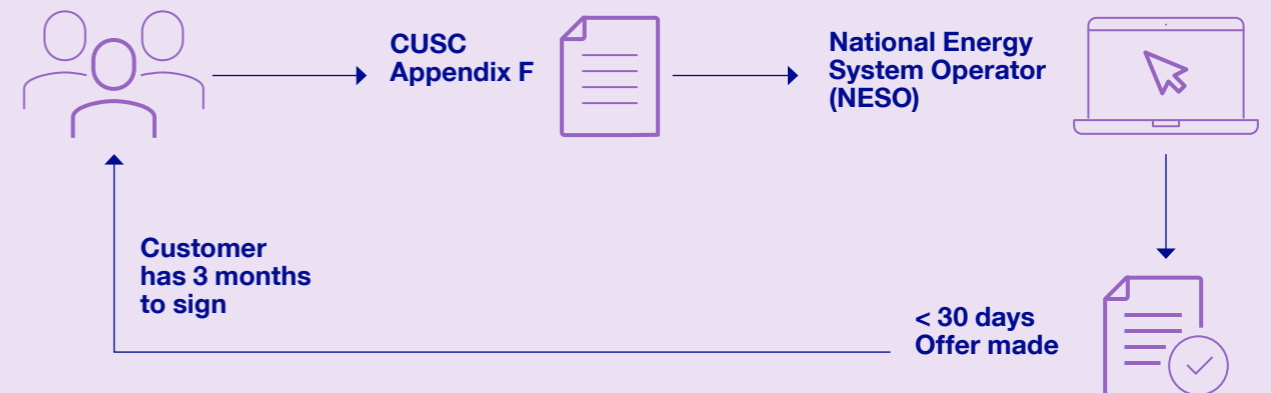 CUSC
Appendix F
National Energy
System Operator
(NESO)
Customer
has 3 months
to sign
< 30 days
Offer made